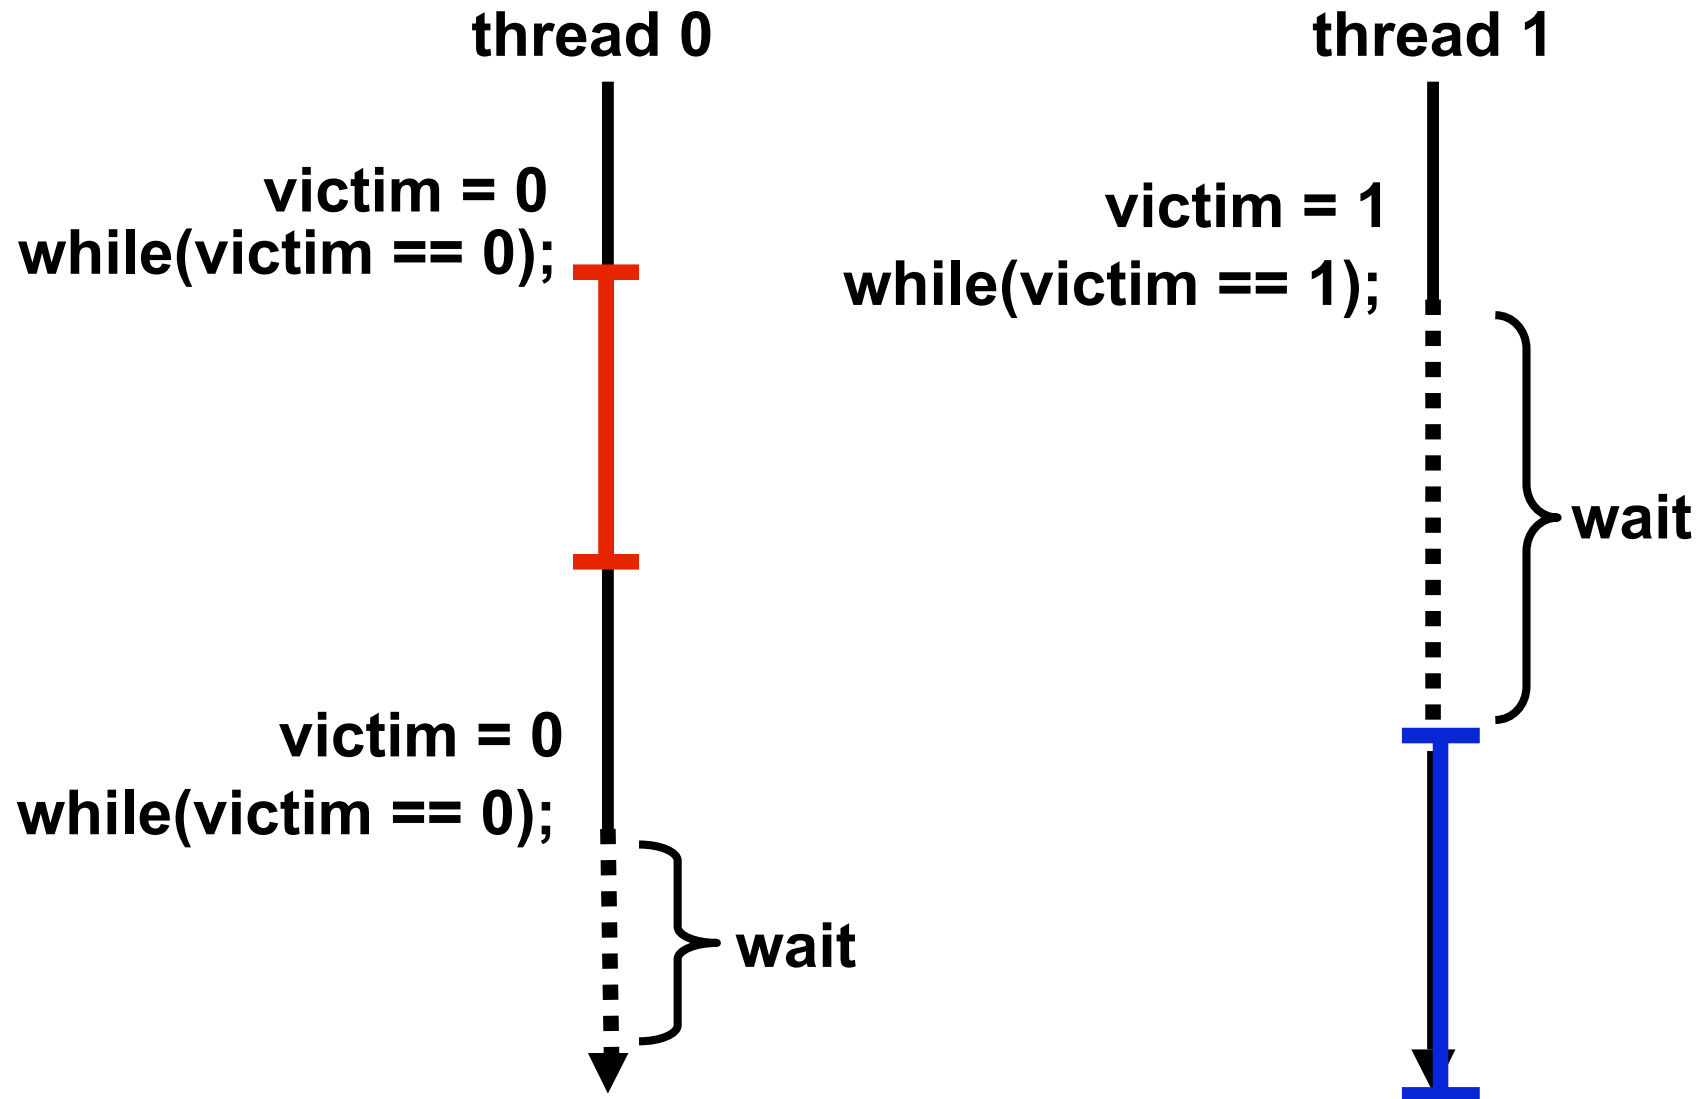 thread 0
thread 1
victim = 0
while(victim == 0);
victim = 1
while(victim == 1);
wait
victim = 0
while(victim == 0);
wait